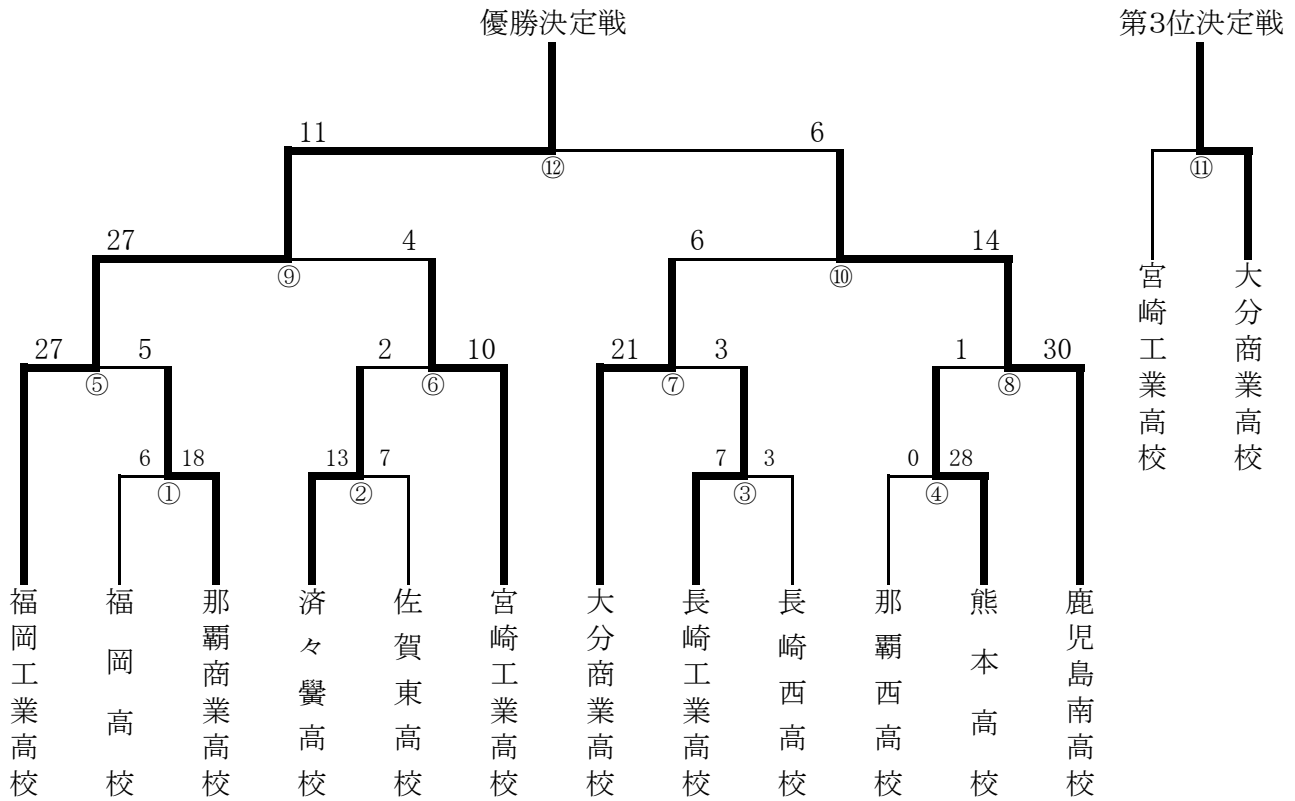 優勝決定戦
第3位決定戦
11
6
⑫
⑪
27
4
6
14
⑨
⑩
27
5
2
10
21
3
1
30
⑤
⑥
⑦
⑧
6
18
13
7
7
3
0
28
①
②
③
④
宮崎工業高校
大分商業高校
福岡工業高校
福岡高校
那覇商業高校
済々黌高校
佐賀東高校
宮崎工業高校
大分商業高校
長崎工業高校
長崎西高校
那覇西高校
熊本高校
鹿児島南高校